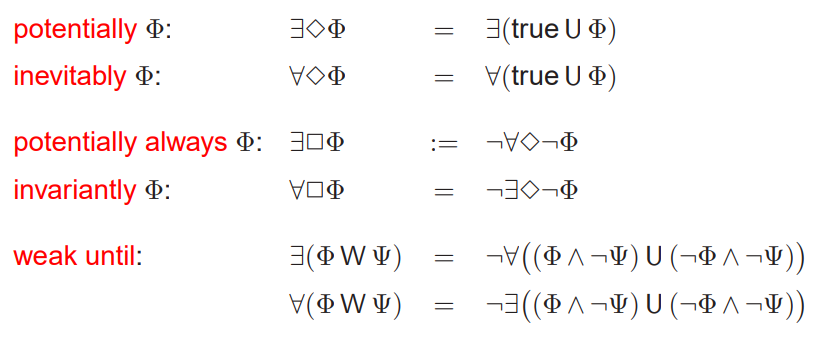 potentially Φ: ∃◇Φ = ∃(true U Φ)
inevitably Φ: ∀◇Φ = ∀(true U Φ)
potentially always Φ: ∃□Φ := ¬∀◇¬Φ
invariantly Φ: ∀□Φ = ¬∃◇¬Φ
weak until: ∃(Φ W Ψ) = ¬∀((Φ ∧ ¬Ψ) U (¬Φ ∧ ¬Ψ))
∀(Φ W Ψ) = ¬∃((Φ ∧ ¬Ψ) U (¬Φ ∧ ¬Ψ))